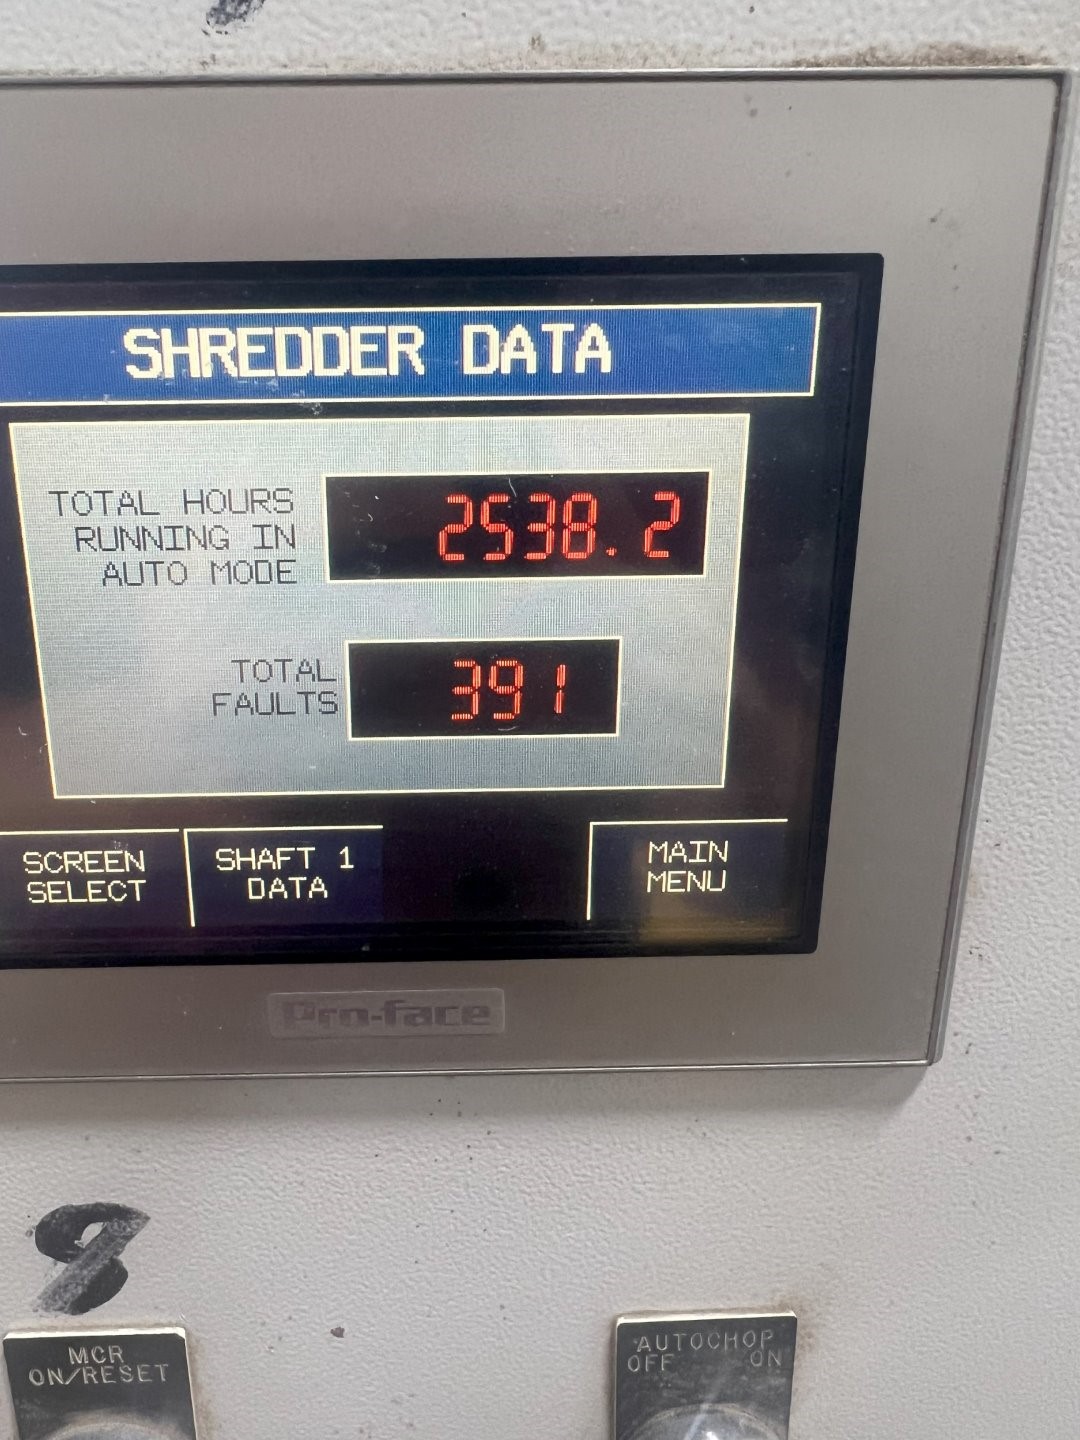 SHREDDER DATA
TOTAL HOURS
RUNNING IN
AUTO MODE
2538.2
TOTAL
FAULTS
391
SCREEN
SELECT
SHAFT 1
DATA
MAIN
MENU
Pro-face
8
MCR
ON/RESET
AUTOCHOP
OFF ON